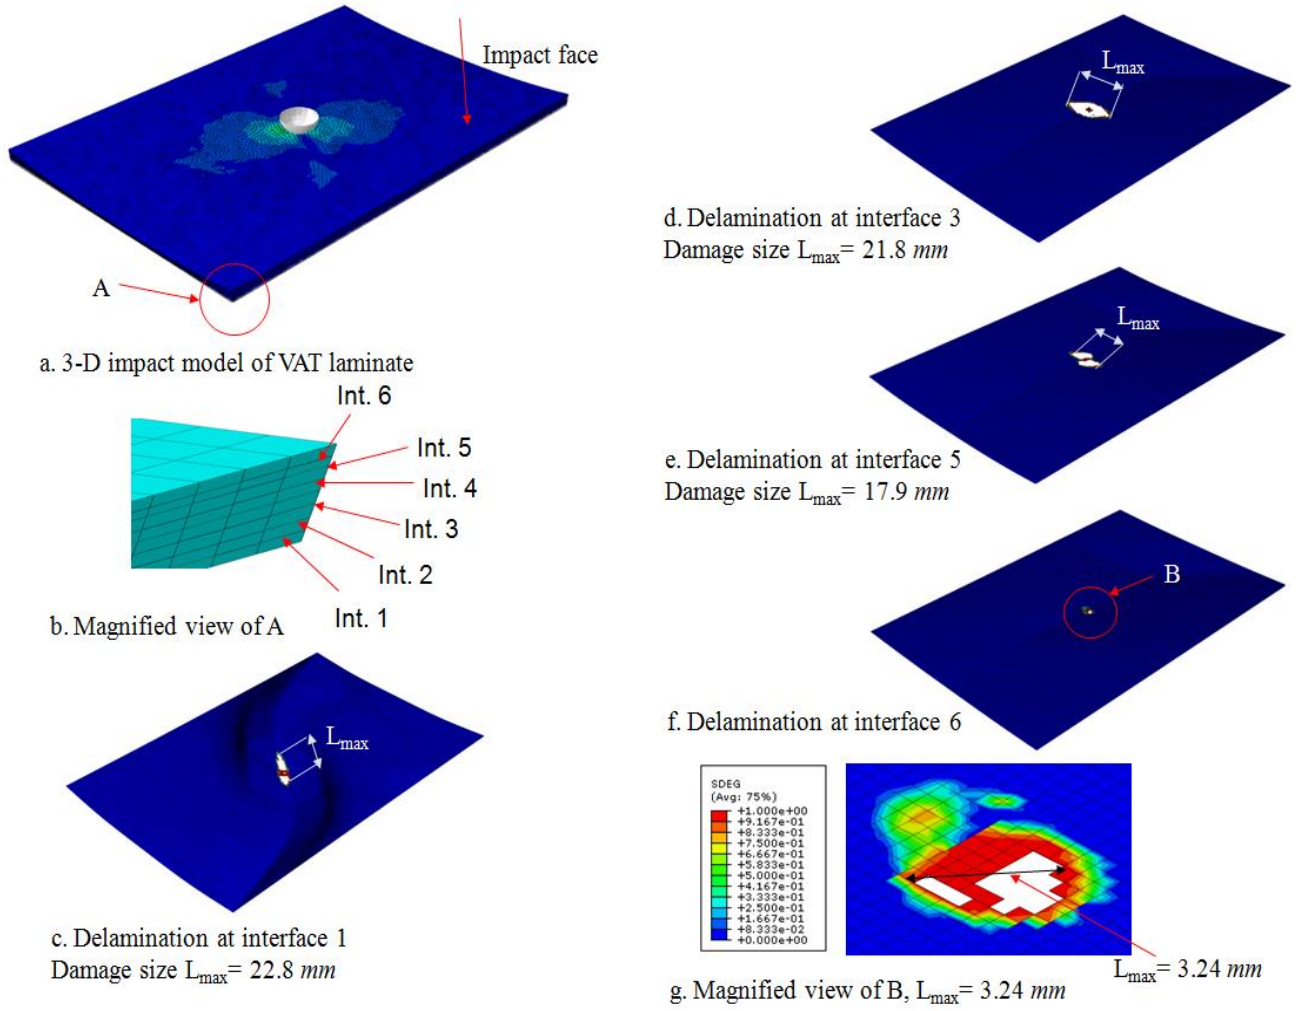 Impact face
A
a. 3-D impact model of VAT laminate
Int. 6
Int. 5
Int. 4
Int. 3
Int. 2
Int. 1
b. Magnified view of A
Lmax
c. Delamination at interface 1
Damage size Lmax= 22.8 mm
Lmax
d. Delamination at interface 3
Damage size Lmax= 21.8 mm
Lmax
e. Delamination at interface 5
Damage size Lmax= 17.9 mm
B
f. Delamination at interface 6
SDEG
(Avg: 75%)
+1.000e+00
+9.167e-01
+8.333e-01
+7.500e-01
+6.667e-01
+5.833e-01
+5.000e-01
+4.167e-01
+3.333e-01
+2.500e-01
+1.667e-01
+8.333e-02
+0.000e+00
Lmax= 3.24 mm
g. Magnified view of B, Lmax= 3.24 mm